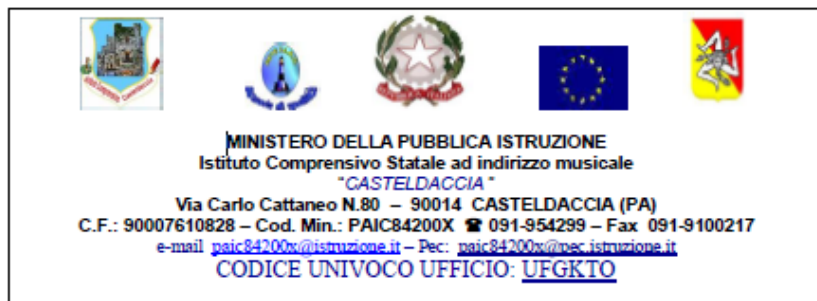 MINISTERO DELLA PUBBLICA ISTRUZIONE
Istituto Comprensivo Statale ad indirizzo musicale
"CASTELDACCIA"
Via Carlo Cattaneo N.80 – 90014 CASTELDACCIA (PA)
C.F.: 90007610828 – Cod. Min.: PAIC84200X ☎ 091-954299 – Fax 091-9100217
e-mail paic84200x@istruzione.it – Pec: paic84200x@pec.istruzione.it
CODICE UNIVOCO UFFICIO: UFGKTO